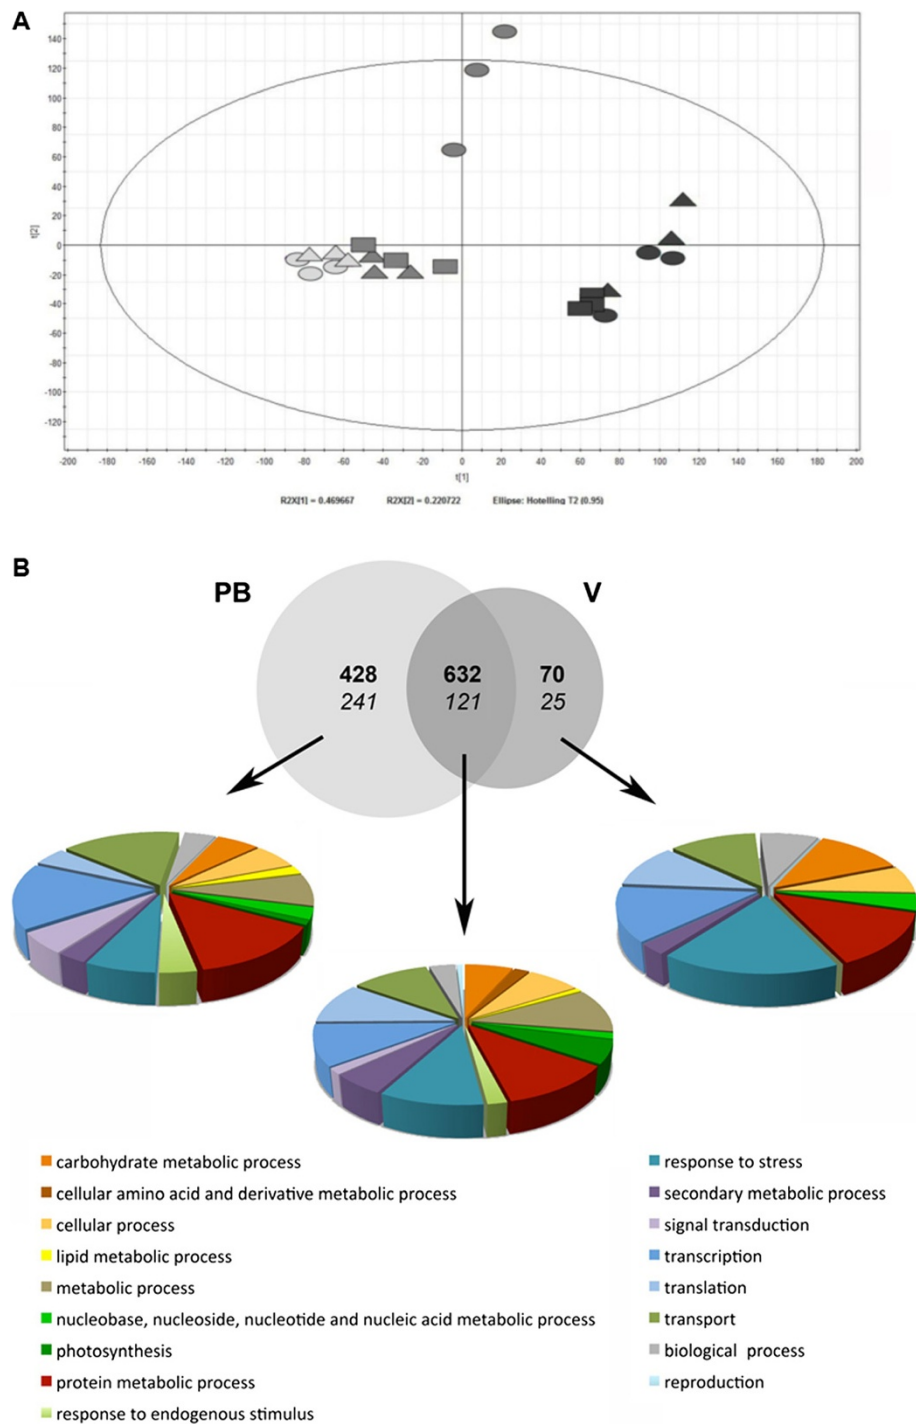 A
140
120
100
80
60
40
20
0
-20
-40
-60
-80
-100
-120
t[2]
-200 -180 -160 -140 -120 -100 -80 -60 -40 -20 0 20 40 60 80 100 120 140 160 180 200
t[1]
R2X[1] = 0.469667 R2X[2] = 0.220722 Ellipse: Hotelling T2 (0.95)
B
PB V
428 632 70
241 121 25
carbohydrate metabolic process
cellular amino acid and derivative metabolic process
cellular process
lipid metabolic process
metabolic process
nucleobase, nucleoside, nucleotide and nucleic acid metabolic process
photosynthesis
protein metabolic process
response to endogenous stimulus
response to stress
secondary metabolic process
signal transduction
transcription
translation
transport
biological process
reproduction